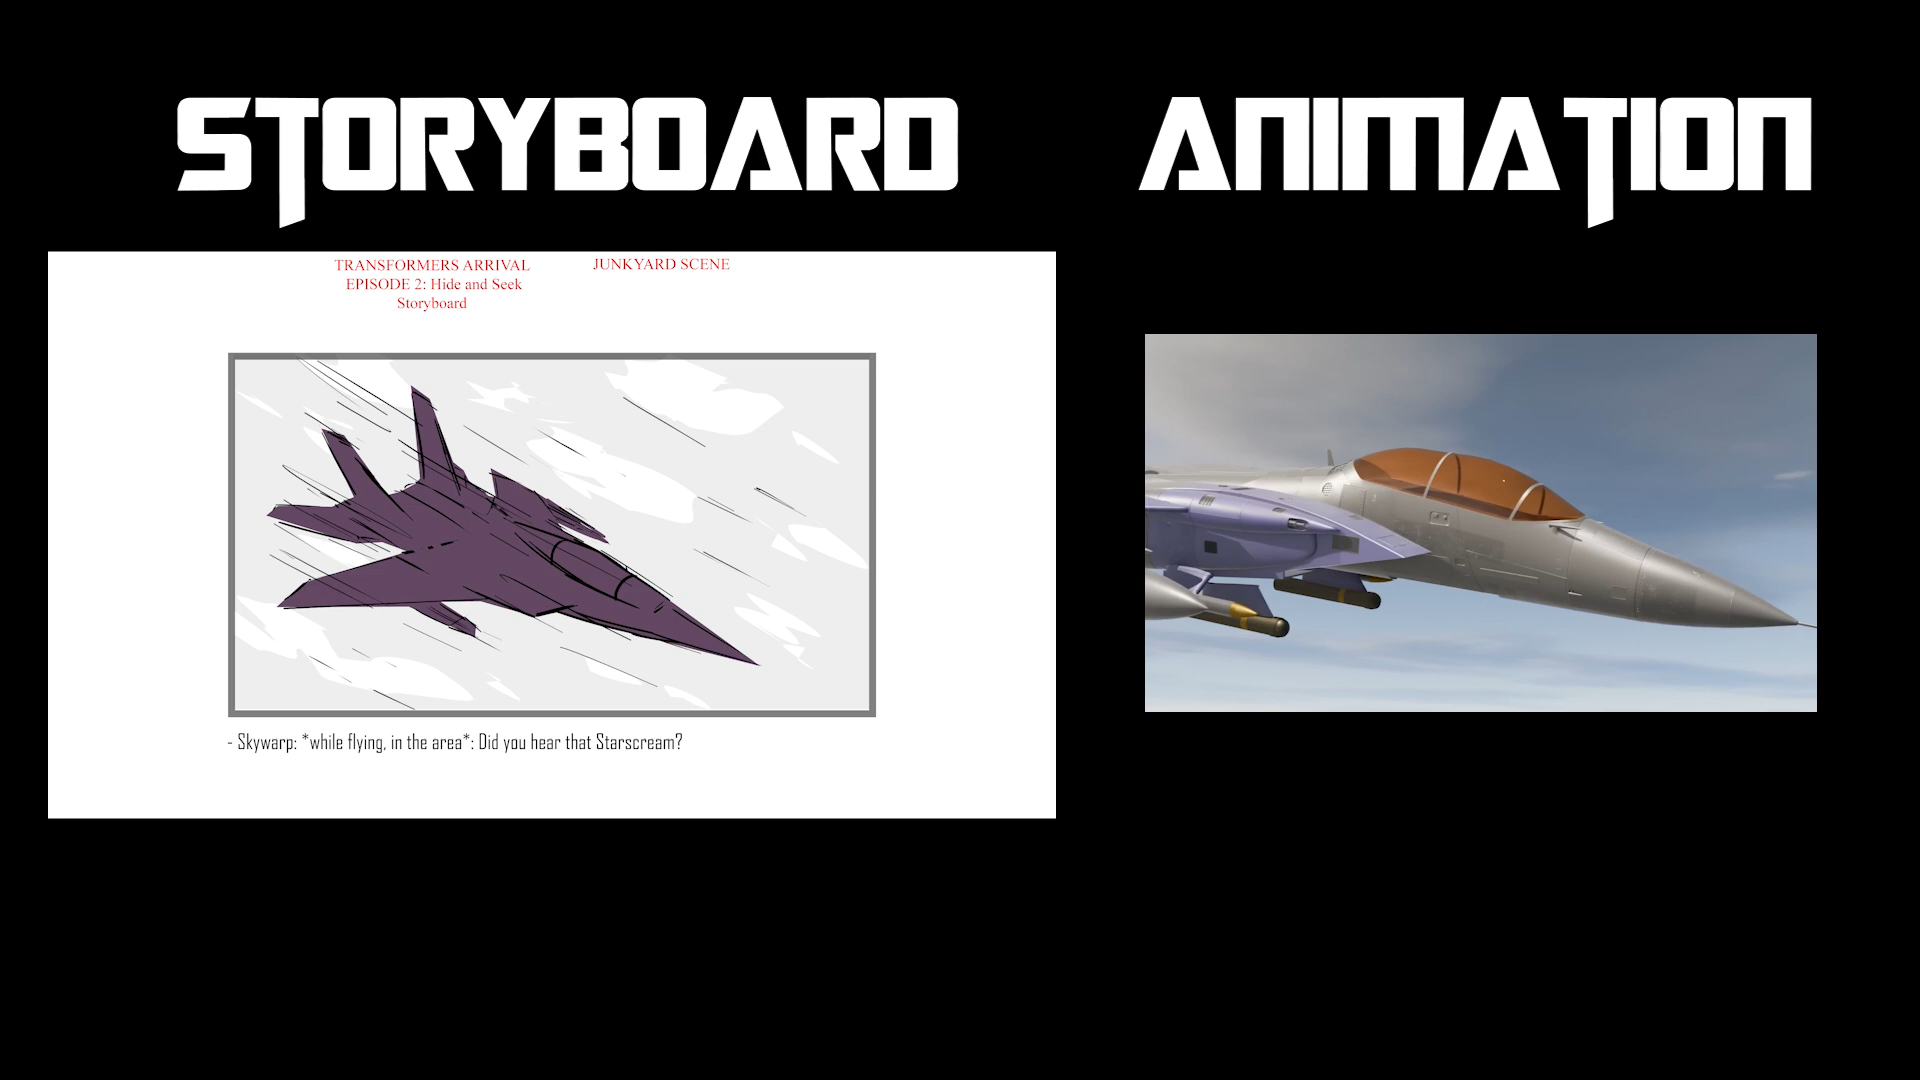 STORYBOARD
ANIMATION
TRANSFORMERS ARRIVAL
EPISODE 2: Hide and Seek
Storyboard
JUNKYARD SCENE
- Skywarp: *while flying, in the area*: Did you hear that Starscream?